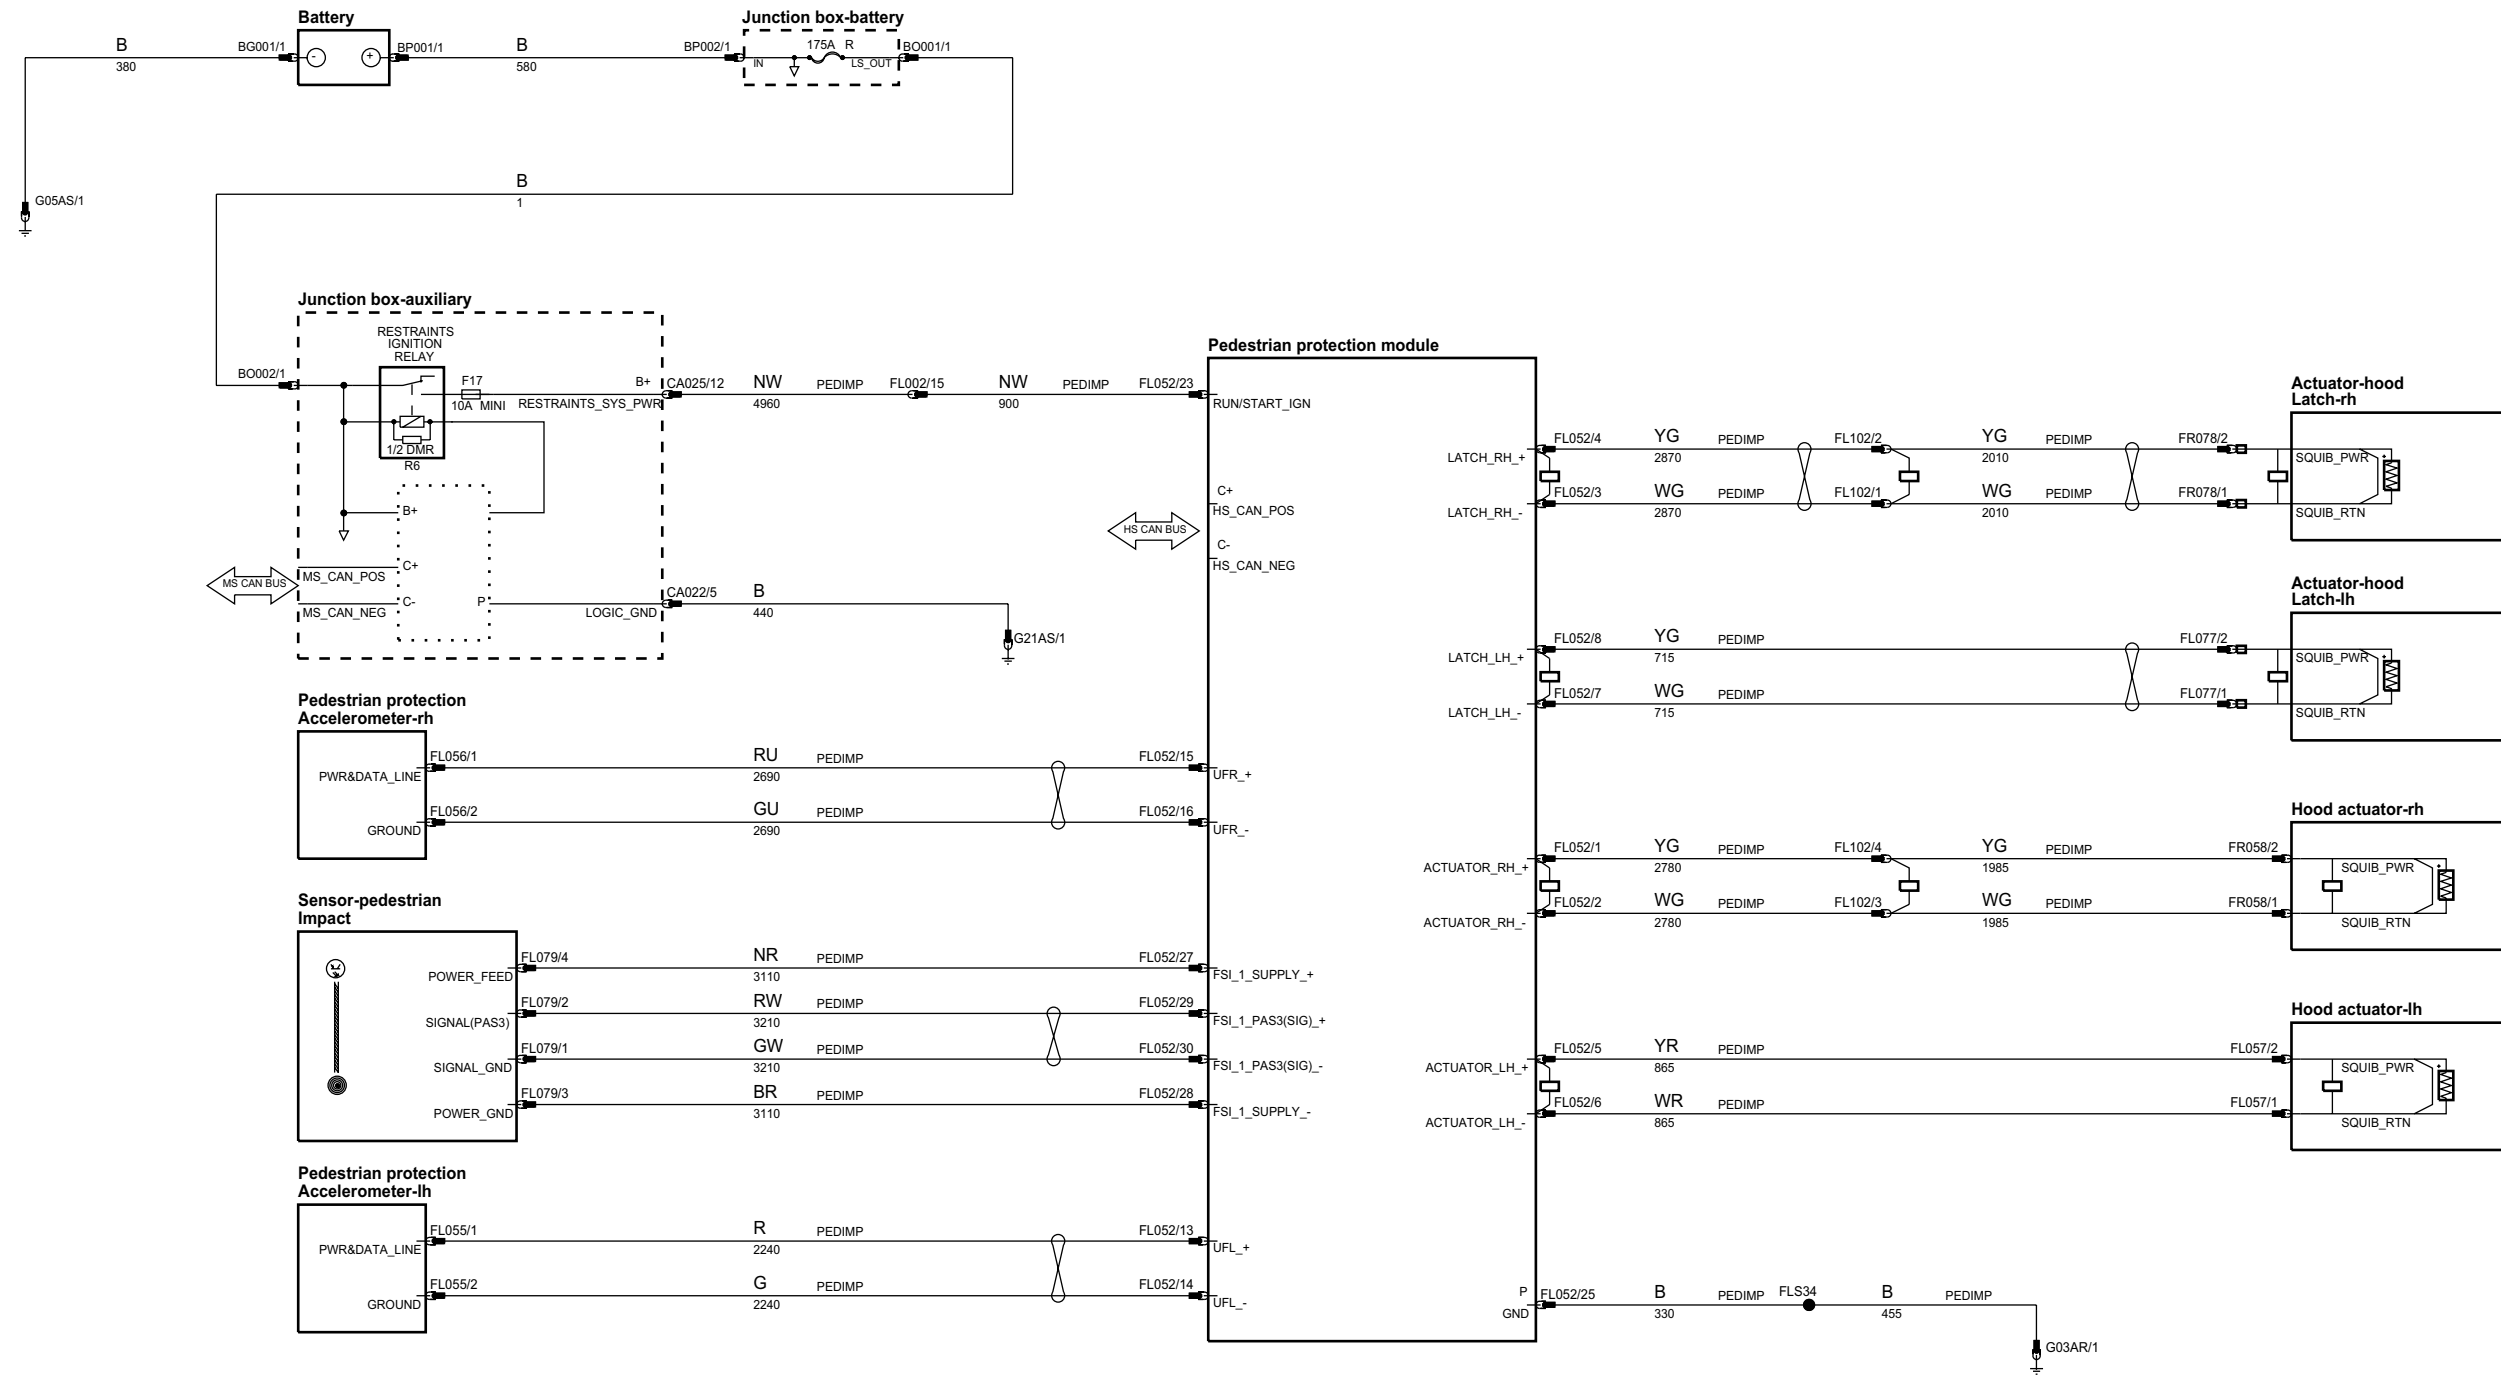 Battery
Junction box-battery
B
380
BG001/1
-
+
BP001/1
B
580
BP002/1
IN
175A R
LS_OUT
BO001/1
G05AS/1
B
1
Junction box-auxiliary
RESTRAINTS
IGNITION
RELAY
BO002/1
F17
10A MINI
B+
RESTRAINTS_SYS_PWR
CA025/12
NW
4960
PEDIMP
FL002/15
NW
900
PEDIMP
FL052/23
1/2 DMR
R6
B+
MS CAN BUS
MS_CAN_POS
C+
MS_CAN_NEG
C-
P
LOGIC_GND
CA022/5
B
440
G21AS/1
Pedestrian protection module
RUN/START_IGN
HS CAN BUS
C+
HS_CAN_POS
C-
HS_CAN_NEG
LATCH_RH_+
FL052/4
YG
2870
PEDIMP
FL102/2
YG
2010
PEDIMP
FR078/2
LATCH_RH_-
FL052/3
WG
2870
PEDIMP
FL102/1
WG
2010
PEDIMP
FR078/1
Actuator-hood
Latch-rh
SQUIB_PWR
+
SQUIB_RTN
LATCH_LH_+
FL052/8
YG
715
PEDIMP
FL077/2
LATCH_LH_-
FL052/7
WG
715
PEDIMP
FL077/1
Actuator-hood
Latch-lh
SQUIB_PWR
+
SQUIB_RTN
Pedestrian protection
Accelerometer-rh
PWR&DATA_LINE
FL056/1
RU
2690
PEDIMP
FL052/15
UFR_+
GROUND
FL056/2
GU
2690
PEDIMP
FL052/16
UFR_-
ACTUATOR_RH_+
FL052/1
YG
2780
PEDIMP
FL102/4
YG
1985
PEDIMP
FR058/2
ACTUATOR_RH_-
FL052/2
WG
2780
PEDIMP
FL102/3
WG
1985
PEDIMP
FR058/1
Hood actuator-rh
SQUIB_PWR
+
SQUIB_RTN
Sensor-pedestrian
Impact
POWER_FEED
FL079/4
NR
3110
PEDIMP
FL052/27
FSI_1_SUPPLY_+
SIGNAL(PAS3)
FL079/2
RW
3210
PEDIMP
FL052/29
FSI_1_PAS3(SIG)_+
SIGNAL_GND
FL079/1
GW
3210
PEDIMP
FL052/30
FSI_1_PAS3(SIG)_-
POWER_GND
FL079/3
BR
3110
PEDIMP
FL052/28
FSI_1_SUPPLY_-
ACTUATOR_LH_+
FL052/5
YR
865
PEDIMP
FL057/2
ACTUATOR_LH_-
FL052/6
WR
865
PEDIMP
FL057/1
Hood actuator-lh
SQUIB_PWR
+
SQUIB_RTN
Pedestrian protection
Accelerometer-lh
PWR&DATA_LINE
FL055/1
R
2240
PEDIMP
FL052/13
UFL_+
GROUND
FL055/2
G
2240
PEDIMP
FL052/14
UFL_-
P
GND
FL052/25
B
330
PEDIMP
FLS34
B
455
PEDIMP
G03AR/1